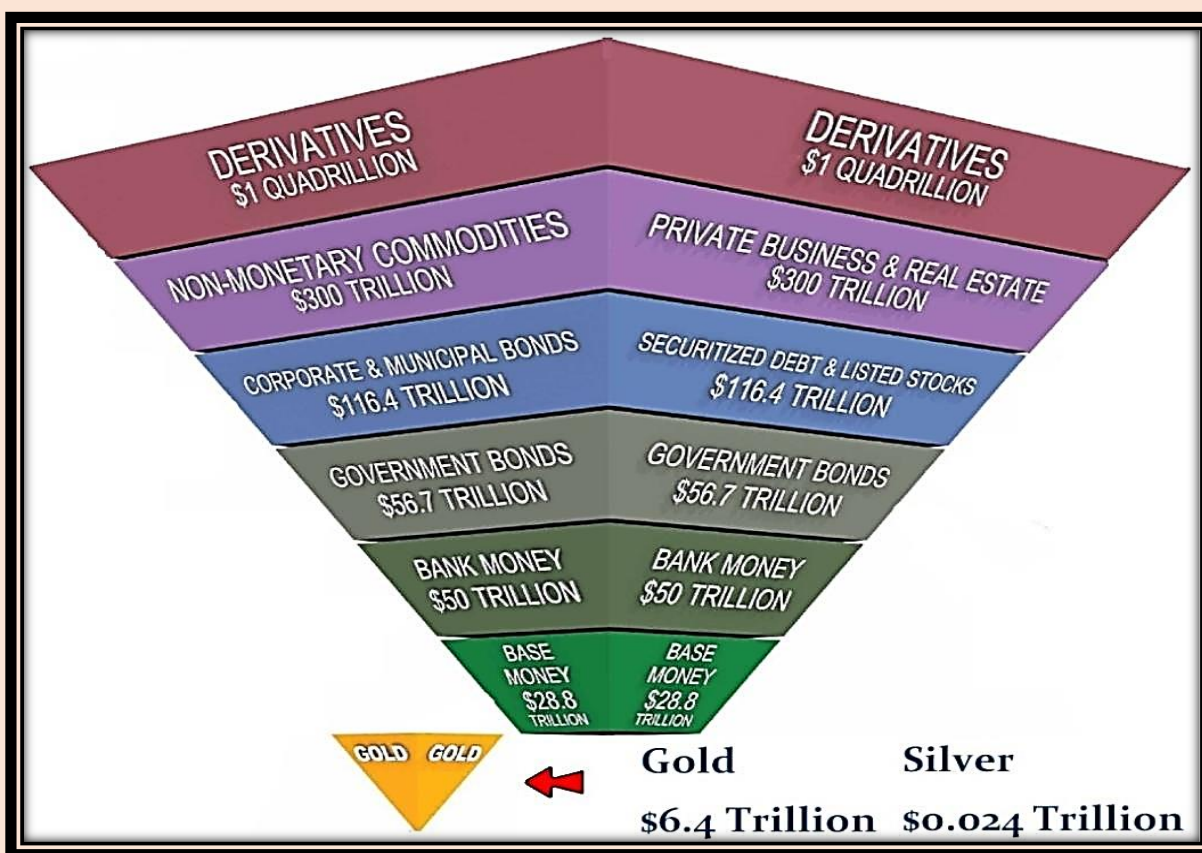 DERIVATIVES
$1 QUADRILLION
DERIVATIVES
$1 QUADRILLION
NON-MONETARY COMMODITIES
$300 TRILLION
PRIVATE BUSINESS & REAL ESTATE
$300 TRILLION
CORPORATE & MUNICIPAL BONDS
$116.4 TRILLION
SECURITIZED DEBT & LISTED STOCKS
$116.4 TRILLION
GOVERNMENT BONDS
$56.7 TRILLION
GOVERNMENT BONDS
$56.7 TRILLION
BANK MONEY
$50 TRILLION
BANK MONEY
$50 TRILLION
BASE
MONEY
$28.8
TRILLION
BASE
MONEY
$28.8
TRILLION
GOLD GOLD
Gold
$6.4 Trillion
Silver
$0.024 Trillion